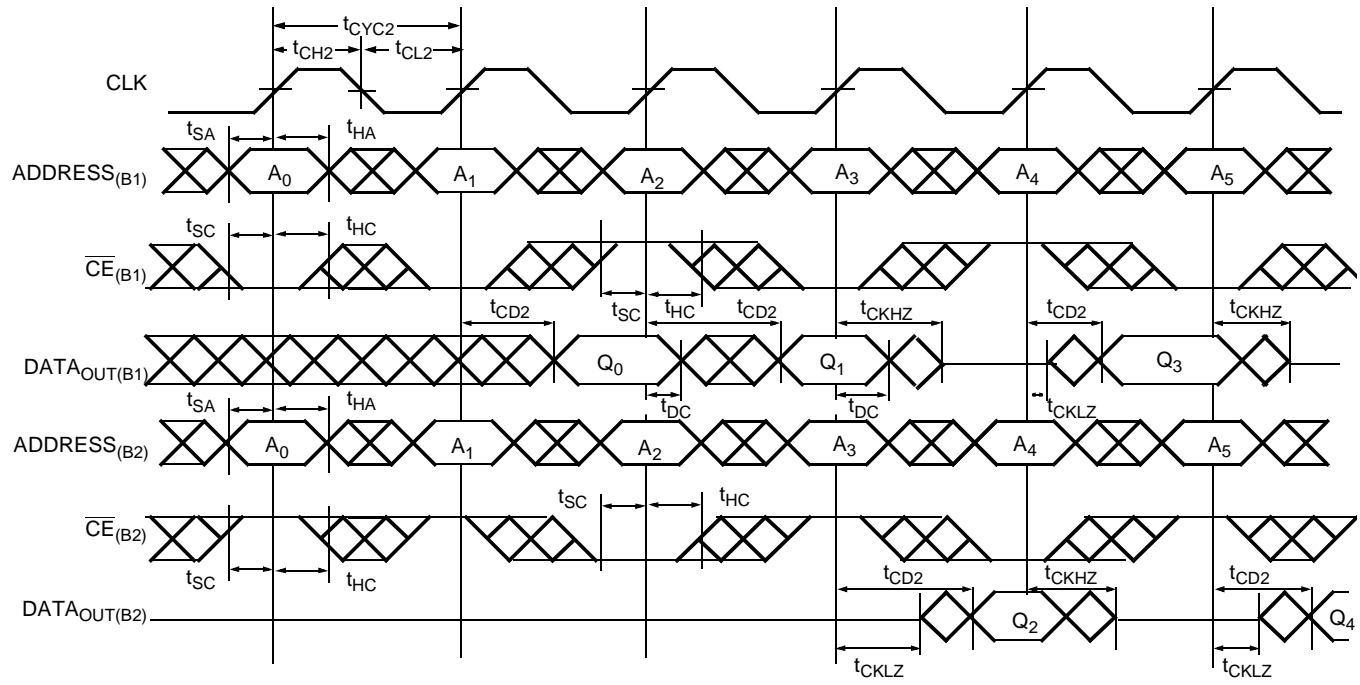 tCYC2
tCH2 tCL2
CLK
tSA tHA
ADDRESS(B1) A0 A1 A2 A3 A4 A5
tSC tHC
CE(B1)
tSC tHC
tCD2 tCD2 tCKHZ tCD2 tCKHZ
DATAOUT(B1) Q0 Q1 Q3
tDC tDC tCKLZ
tSA tHA
ADDRESS(B2) A0 A1 A2 A3 A4 A5
tSC tHC
CE(B2)
tSC tHC
tCD2 tCKHZ tCD2
DATAOUT(B2) Q2 Q4
tCKLZ tCKLZ